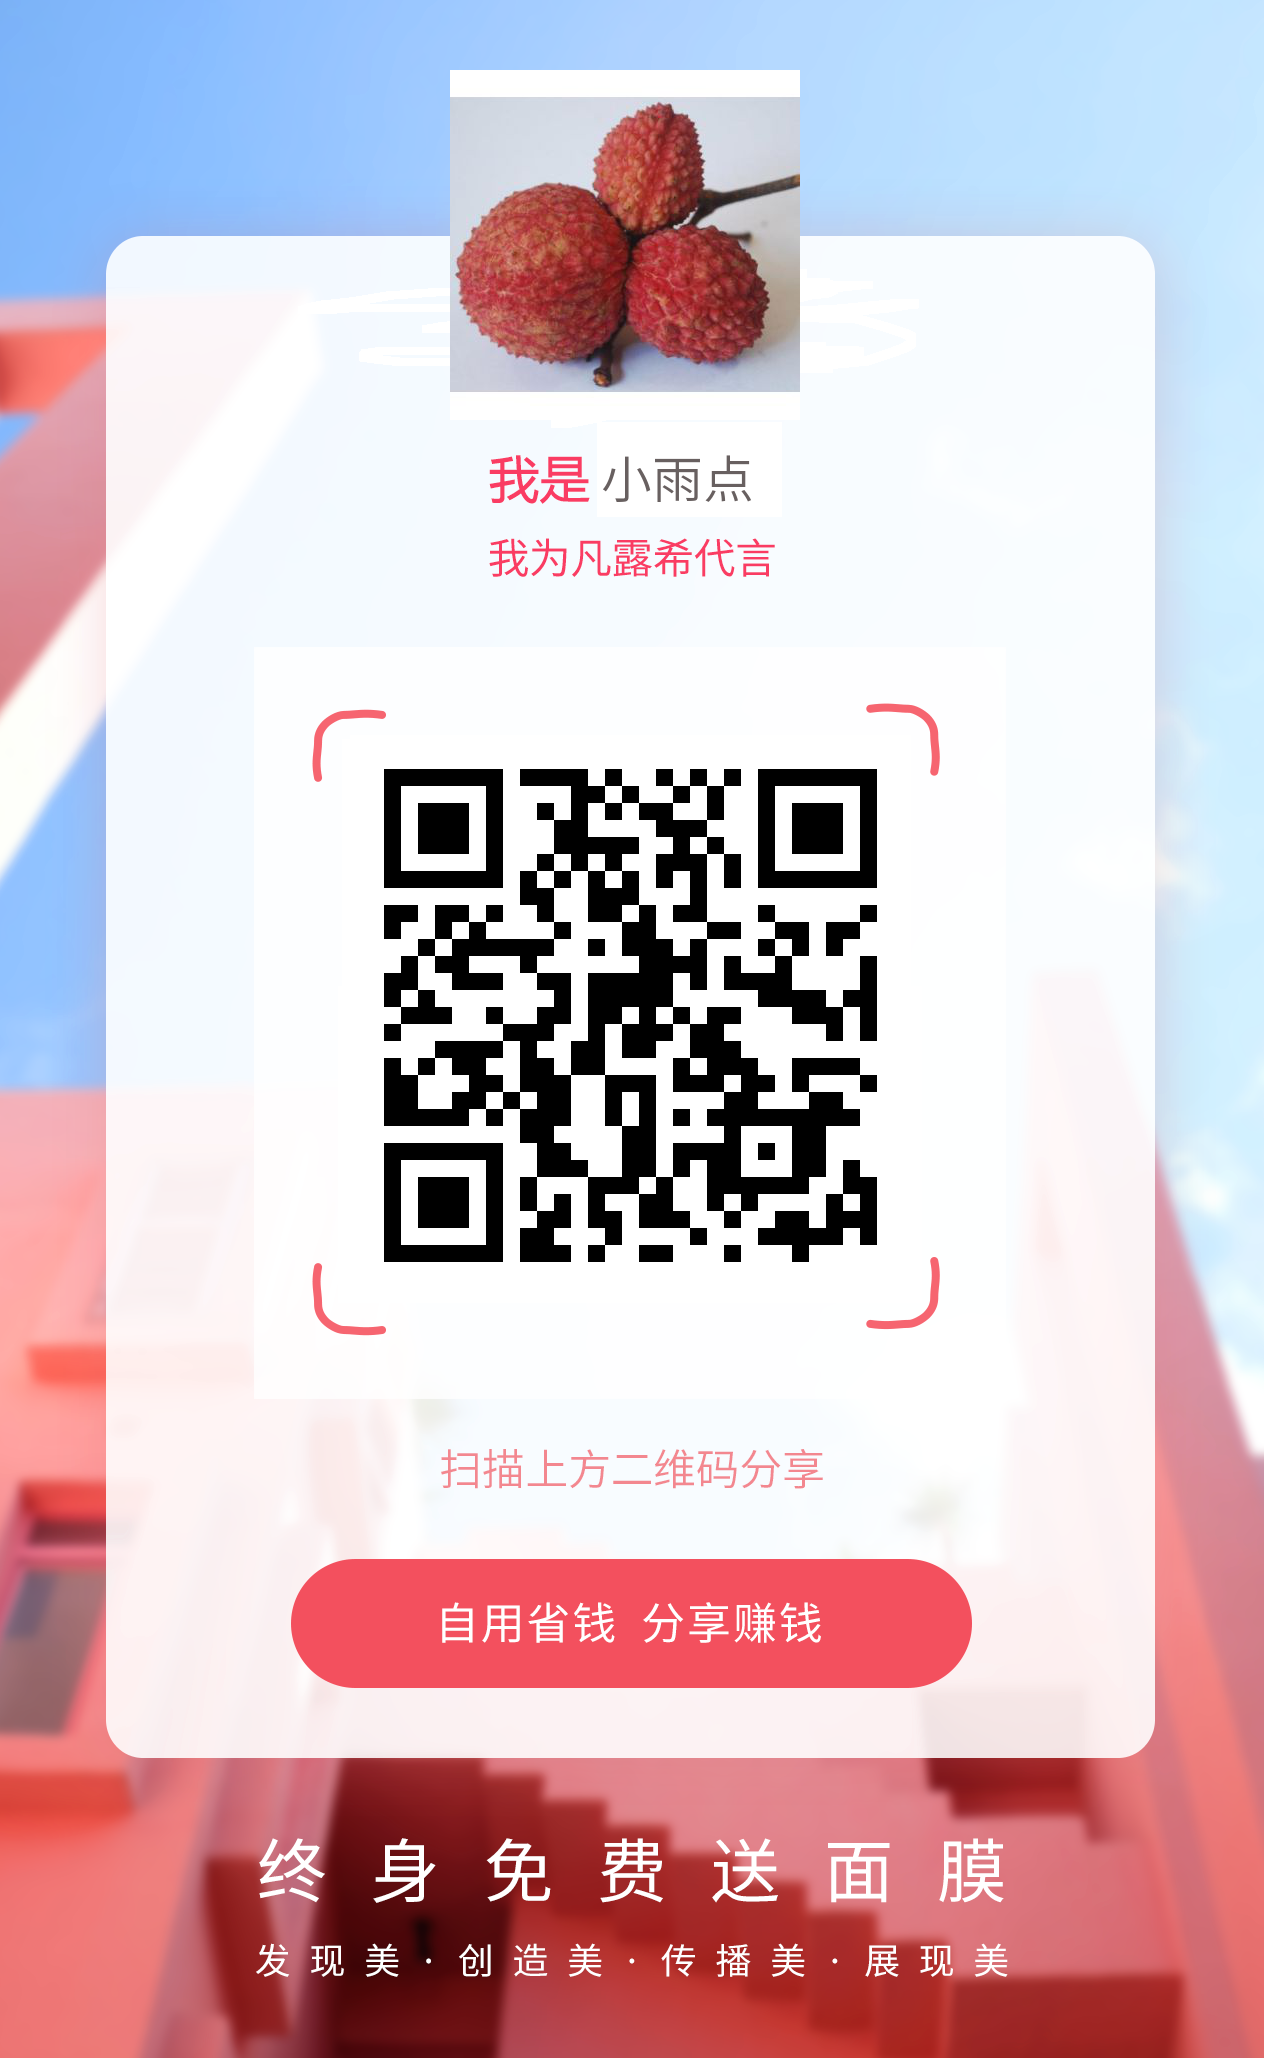 我是 小雨点
我为凡露希代言
扫描上方二维码分享
自用省钱 分享赚钱
终身免费送面膜
发现美·创造美·传播美·展现美